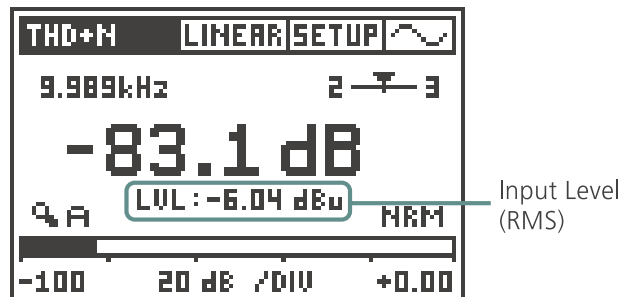 THD+N LINEAR SETUP
9.989kHz 2 3
-83.1 dB
LVL:-6.04 dBu
A NRM
-100 20 dB /DIV +0.00
Input Level
(RMS)